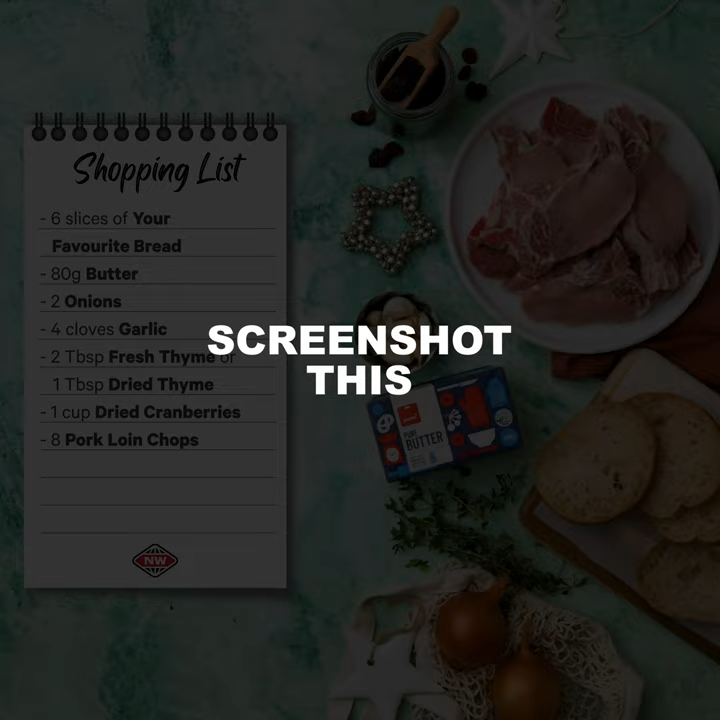 Shopping List
- 6 slices of Your
Favourite Bread
- 80g Butter
- 2 Onions
- 4 cloves Garlic
- 2 Tbsp Fresh Thyme or
1 Tbsp Dried Thyme
- 1 cup Dried Cranberries
- 8 Pork Loin Chops
NW
SCREENSHOT
THIS
PURE
BUTTER